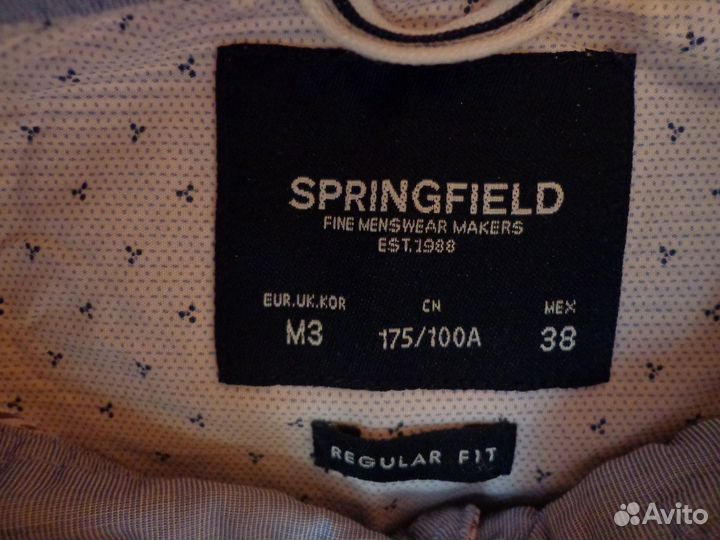 SPRINGFIELD
FINE MENSWEAR MAKERS
EST.1988
EUR.UK.KOR CN MEX
M3 175/100A 38
REGULAR FIT
Avito